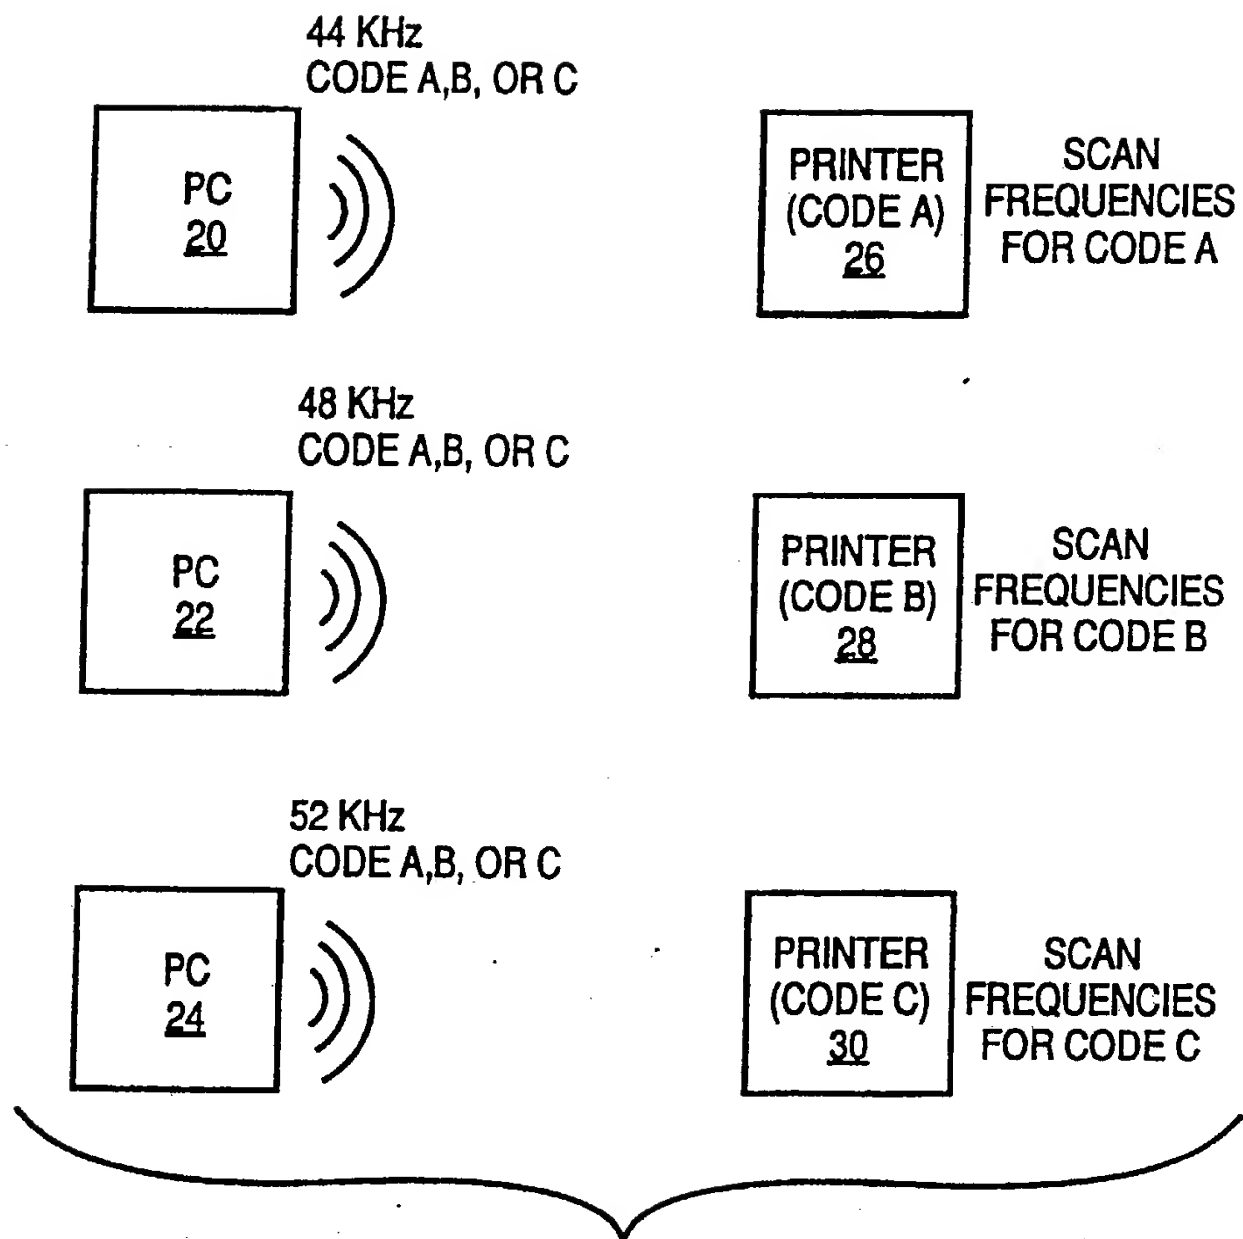 44 KHz
CODE A,B, OR C
PC
20
PRINTER
(CODE A)
26
SCAN
FREQUENCIES
FOR CODE A
48 KHz
CODE A,B, OR C
PC
22
PRINTER
(CODE B)
28
SCAN
FREQUENCIES
FOR CODE B
52 KHz
CODE A,B, OR C
PC
24
PRINTER
(CODE C)
30
SCAN
FREQUENCIES
FOR CODE C